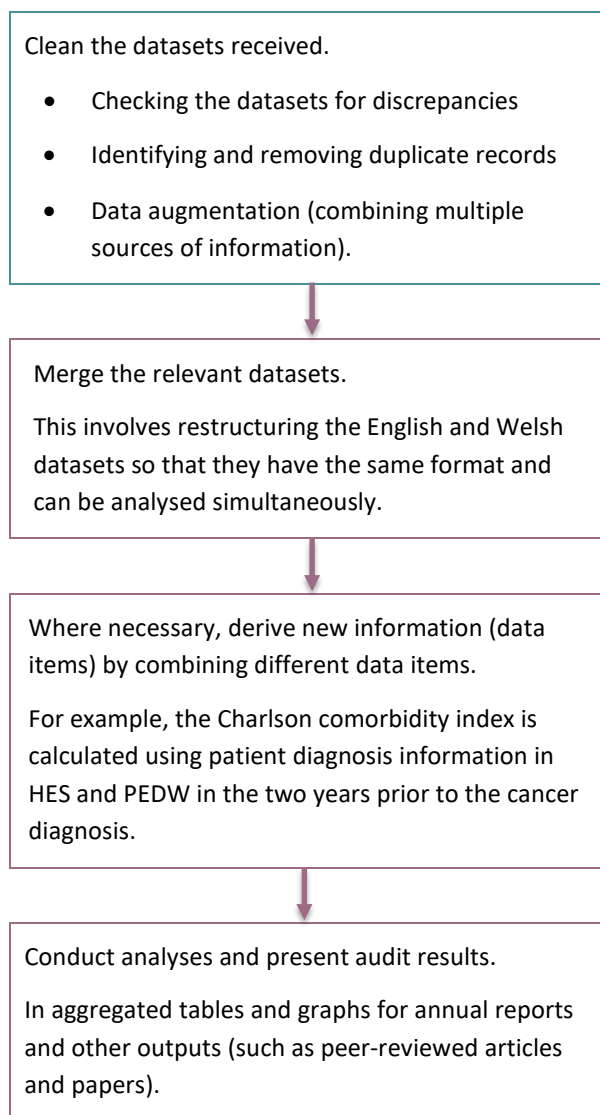 Clean the datasets received.
• Checking the datasets for discrepancies
• Identifying and removing duplicate records
• Data augmentation (combining multiple
sources of information).
Merge the relevant datasets.
This involves restructuring the English and Welsh
datasets so that they have the same format and
can be analysed simultaneously.
Where necessary, derive new information (data
items) by combining different data items.
For example, the Charlson comorbidity index is
calculated using patient diagnosis information in
HES and PEDW in the two years prior to the cancer
diagnosis.
Conduct analyses and present audit results.
In aggregated tables and graphs for annual reports
and other outputs (such as peer-reviewed articles
and papers).